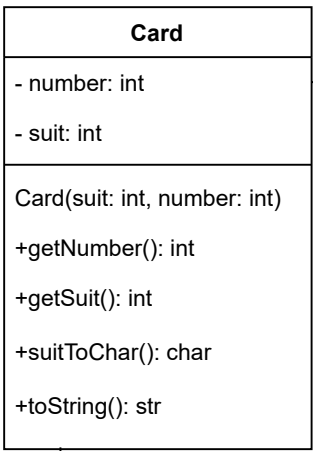 Card
- number: int
- suit: int
Card(suit: int, number: int)
+getNumber(): int
+getSuit(): int
+suitToChar(): char
+toString(): str